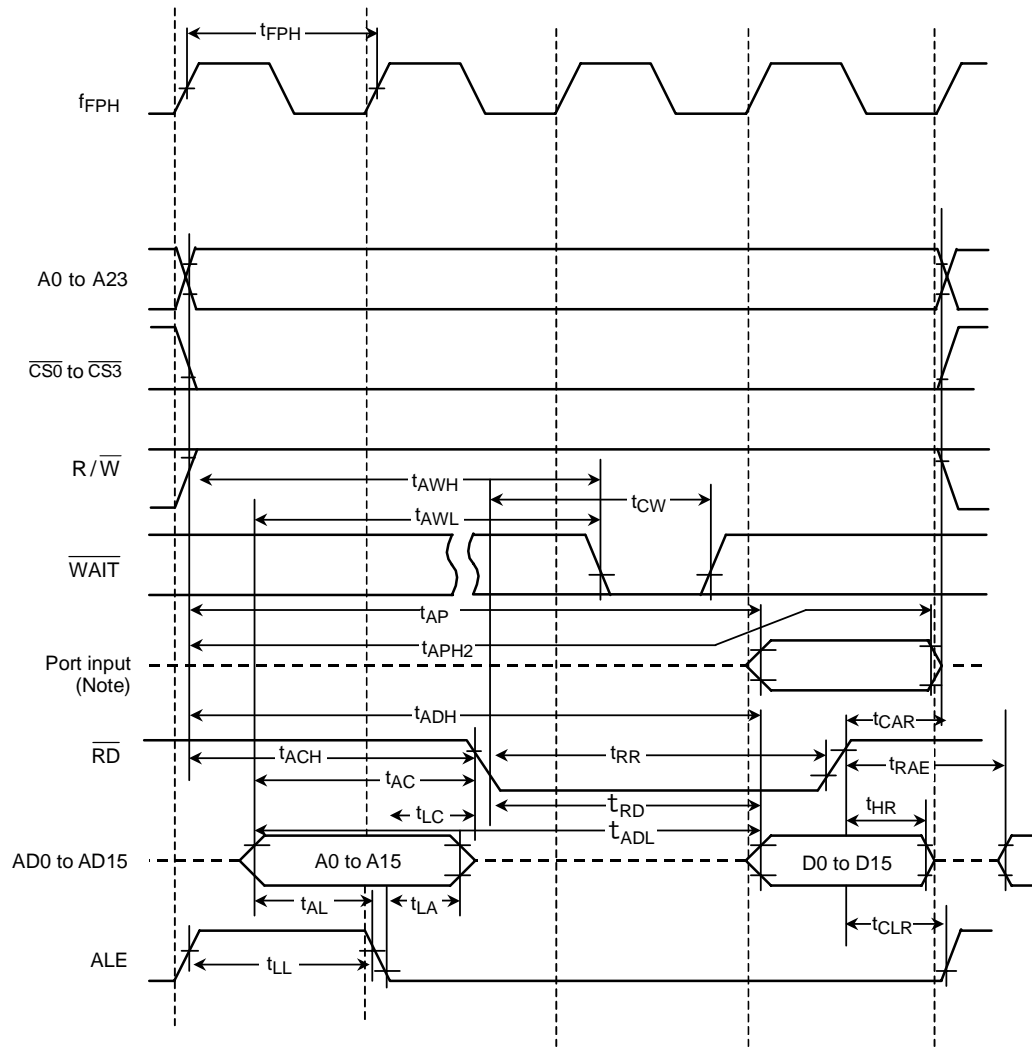 tFPH
fFPH
A0 to A23
CS0 to CS3
R/W
tAWH
tCW
tAWL
WAIT
tAP
tAPH2
Port input
(Note)
tADH
tCAR
RD
tACH
tRR
tRAE
tAC
tLC
tRD
tHR
tADL
AD0 to AD15
A0 to A15
D0 to D15
tAL
tLA
tCLR
ALE
tLL